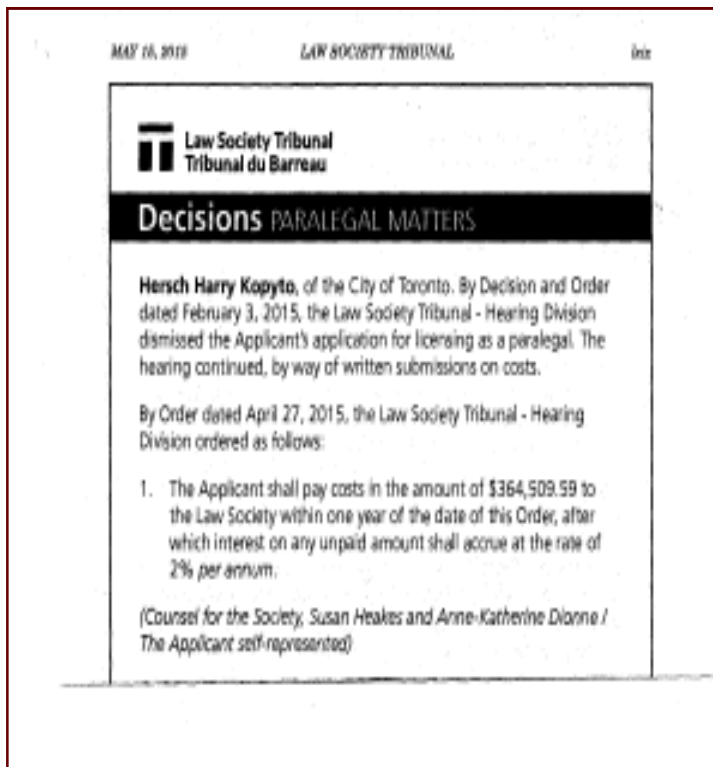 MAY 15, 2015 LAW SOCIETY TRIBUNAL lxix
Law Society Tribunal
Tribunal du Barreau
Decisions PARALEGAL MATTERS
Hersch Harry Kopyto, of the City of Toronto. By Decision and Order
dated February 3, 2015, the Law Society Tribunal - Hearing Division
dismissed the Applicant's application for licensing as a paralegal. The
hearing continued, by way of written submissions on costs.
By Order dated April 27, 2015, the Law Society Tribunal - Hearing
Division ordered as follows:
1. The Applicant shall pay costs in the amount of $364,509.59 to
the Law Society within one year of the date of this Order, after
which interest on any unpaid amount shall accrue at the rate of
2% per annum.
(Counsel for the Society, Susan Heakes and Anne-Katherine Dionne /
The Applicant self-represented)